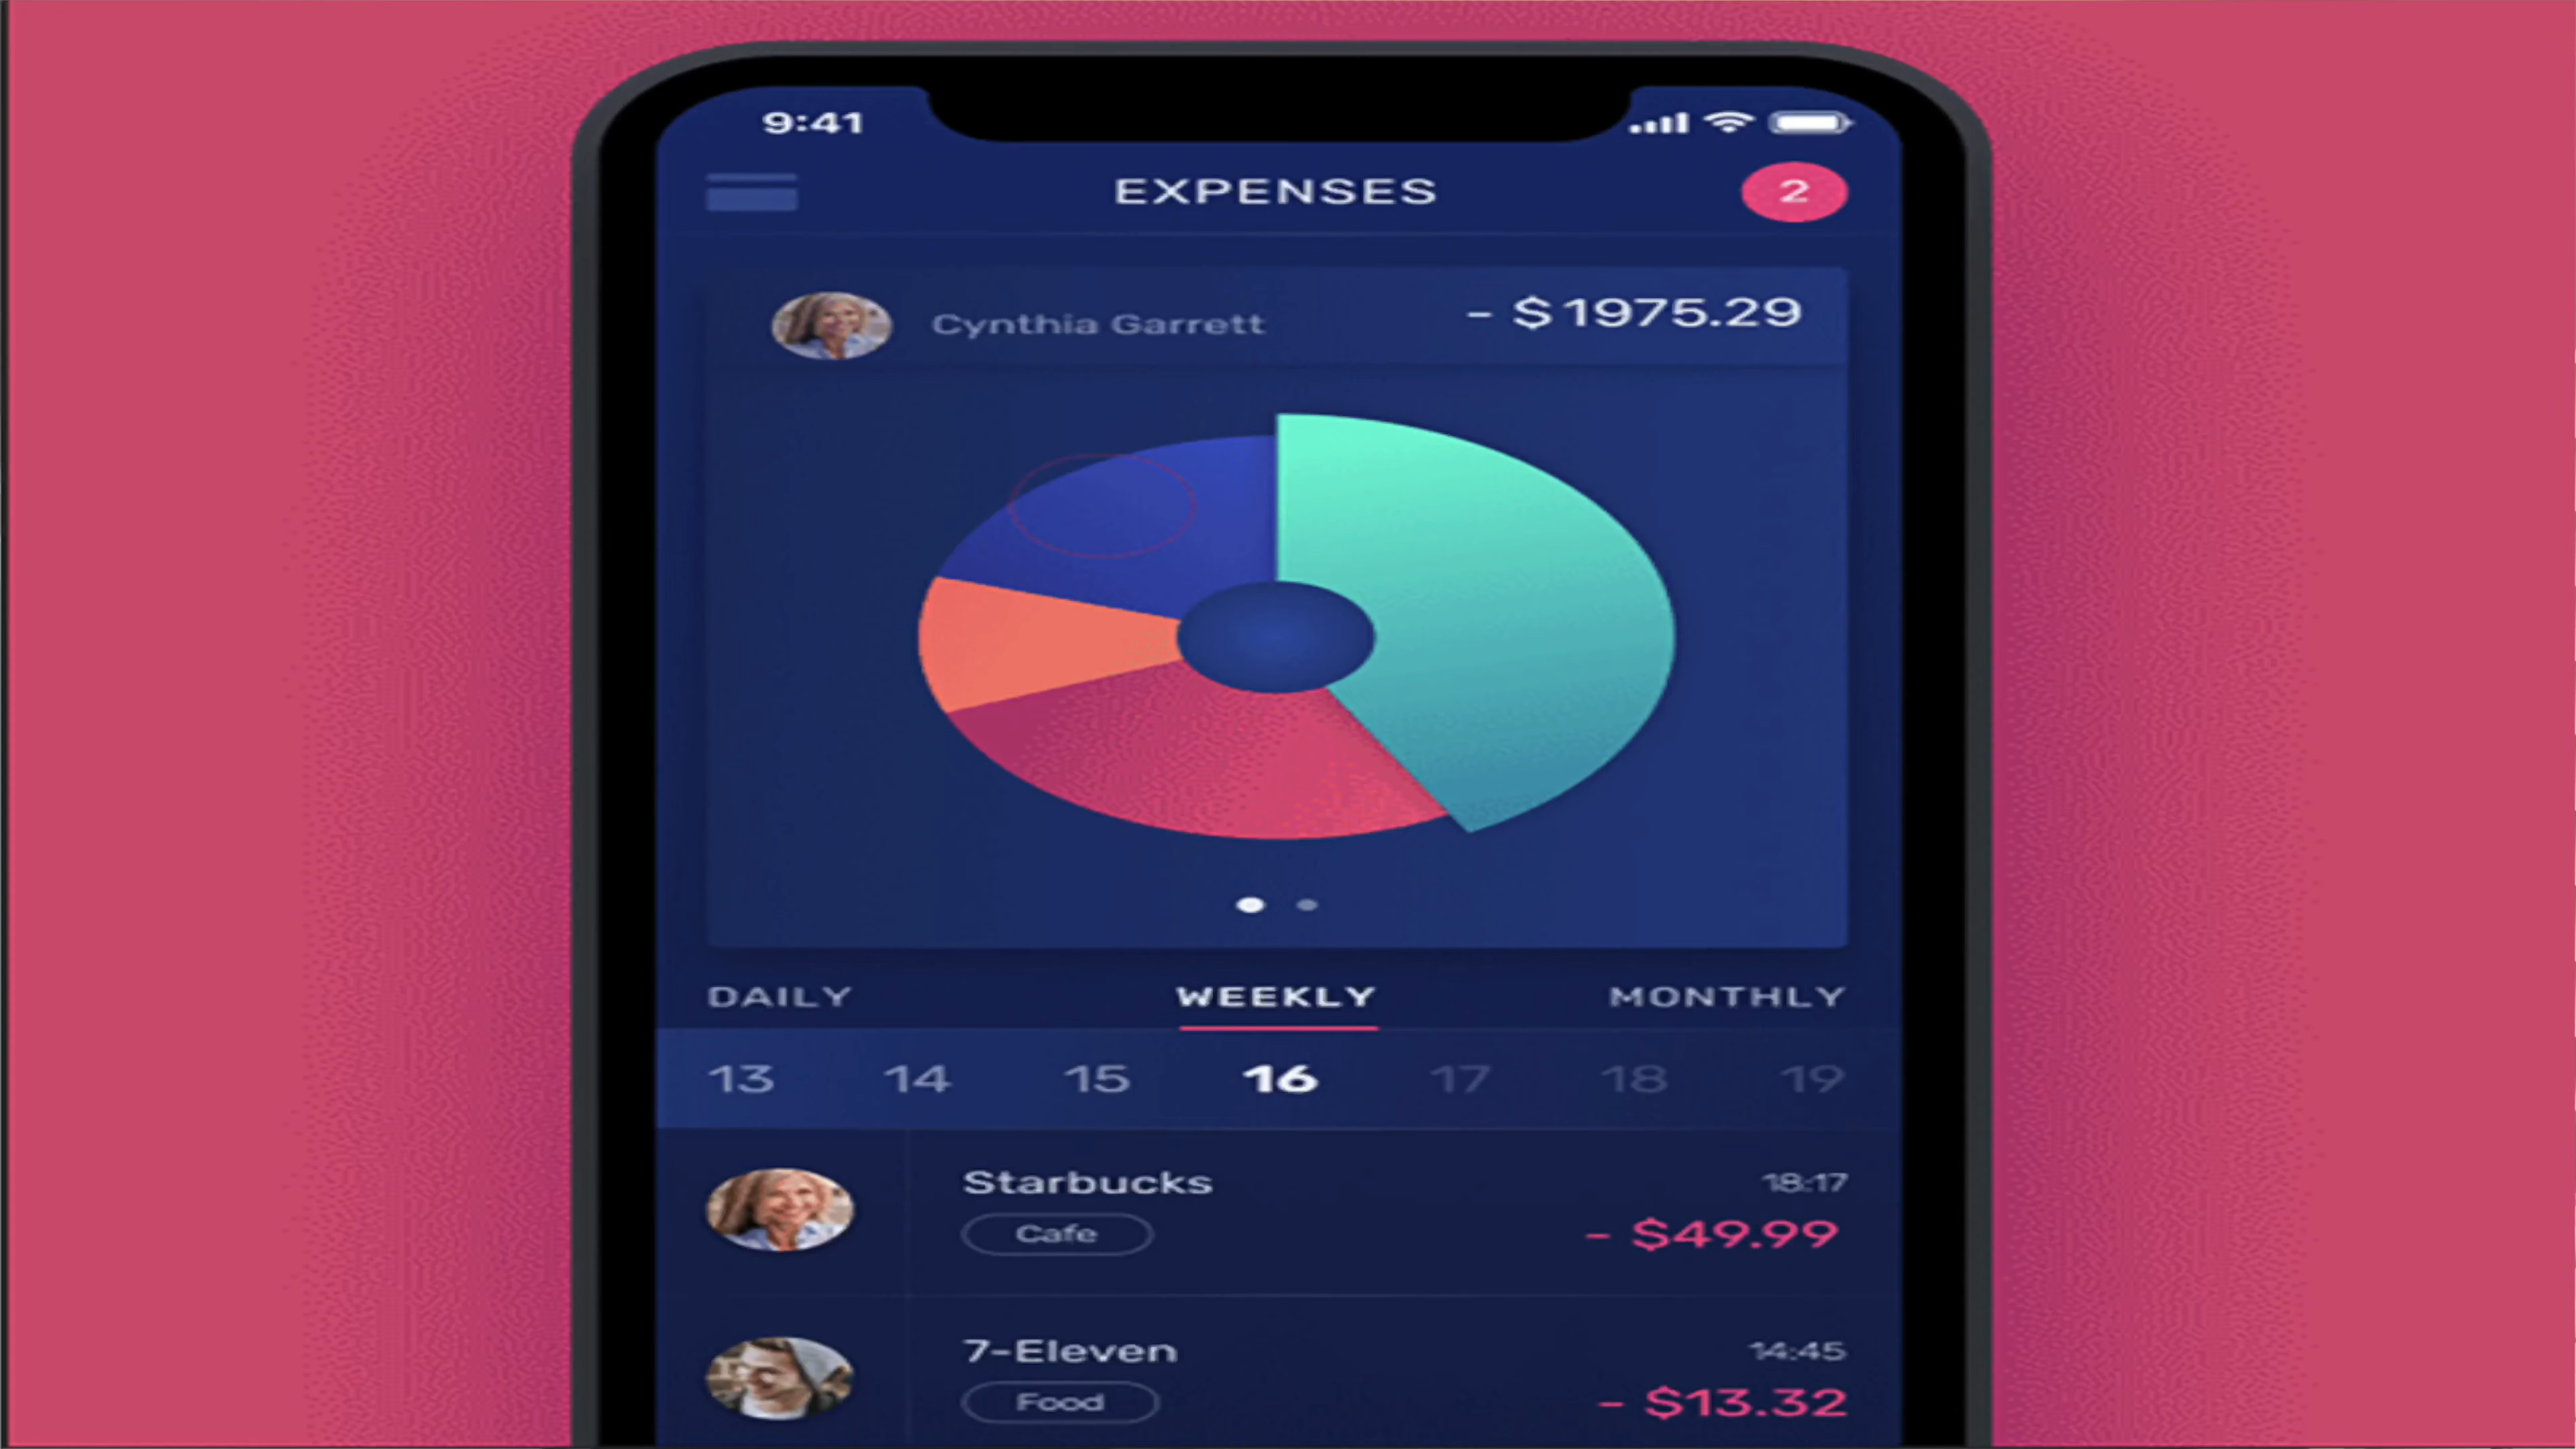 9:41
EXPENSES
2
Cynthia Garrett
- $1975.29
DAILY WEEKLY MONTHLY
13 14 15 16 17 18 19
Starbucks
18:17
Cafe
- $49.99
7-Eleven
14:45
Food
- $13.32